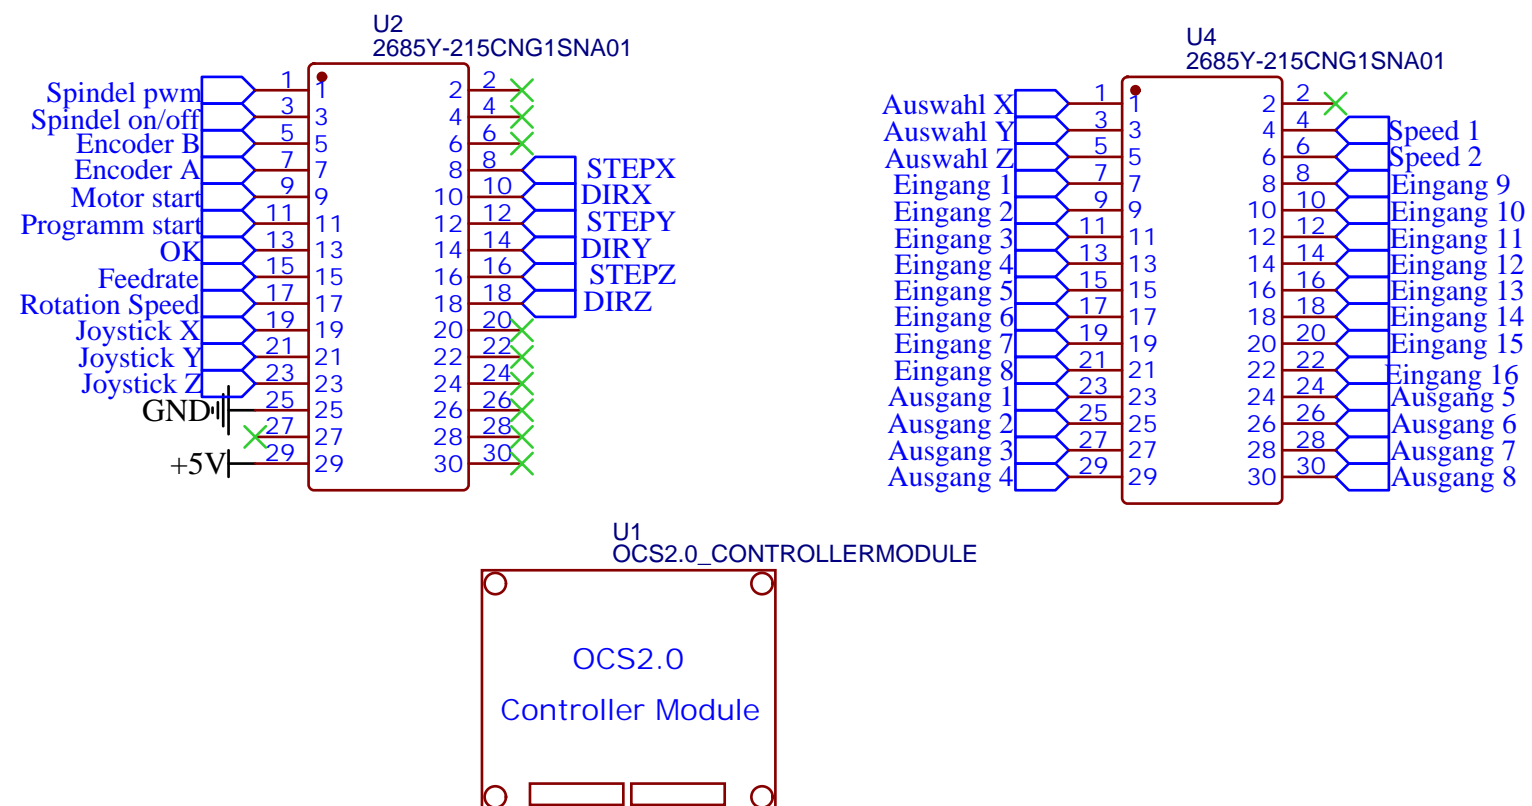 U2
2685Y-215CNG1SNA01
Spindel pwm 1 1 2 2
Spindel on/off 3 3 4 4
Encoder B 5 5 6 6
Encoder A 7 7 8 8 STEPX
Motor start 9 9 10 10 DIRX
Programm start 11 11 12 12 STEPY
OK 13 13 14 14 DIRY
Feedrate 15 15 16 16 STEPZ
Rotation Speed 17 17 18 18 DIRZ
Joystick X 19 19 20 20
Joystick Y 21 21 22 22
Joystick Z 23 23 24 24
GND 25 25 26 26
27 27 28 28
+5V 29 29 30 30
U4
2685Y-215CNG1SNA01
Auswahl X 1 1 2 2
Auswahl Y 3 3 4 4 Speed 1
Auswahl Z 5 5 6 6 Speed 2
Eingang 1 7 7 8 8 Eingang 9
Eingang 2 9 9 10 10 Eingang 10
Eingang 3 11 11 12 12 Eingang 11
Eingang 4 13 13 14 14 Eingang 12
Eingang 5 15 15 16 16 Eingang 13
Eingang 6 17 17 18 18 Eingang 14
Eingang 7 19 19 20 20 Eingang 15
Eingang 8 21 21 22 22 Eingang 16
Ausgang 1 23 23 24 24 Ausgang 5
Ausgang 2 25 25 26 26 Ausgang 6
Ausgang 3 27 27 28 28 Ausgang 7
Ausgang 4 29 29 30 30 Ausgang 8
U1
OCS2.0_CONTROLLERMODULE
OCS2.0
Controller Module